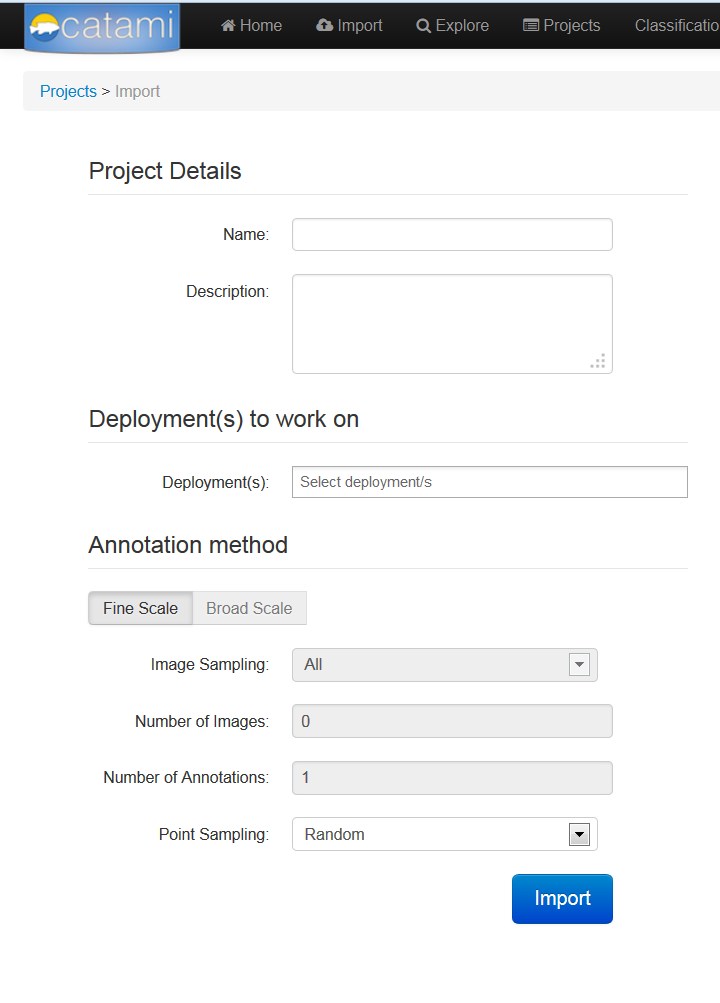 catami Home Import Explore Projects Classificatio
Projects > Import
Project Details
Name:
Description:
Deployment(s) to work on
Deployment(s): Select deployment/s
Annotation method
Fine Scale Broad Scale
Image Sampling: All
Number of Images: 0
Number of Annotations: 1
Point Sampling: Random
Import